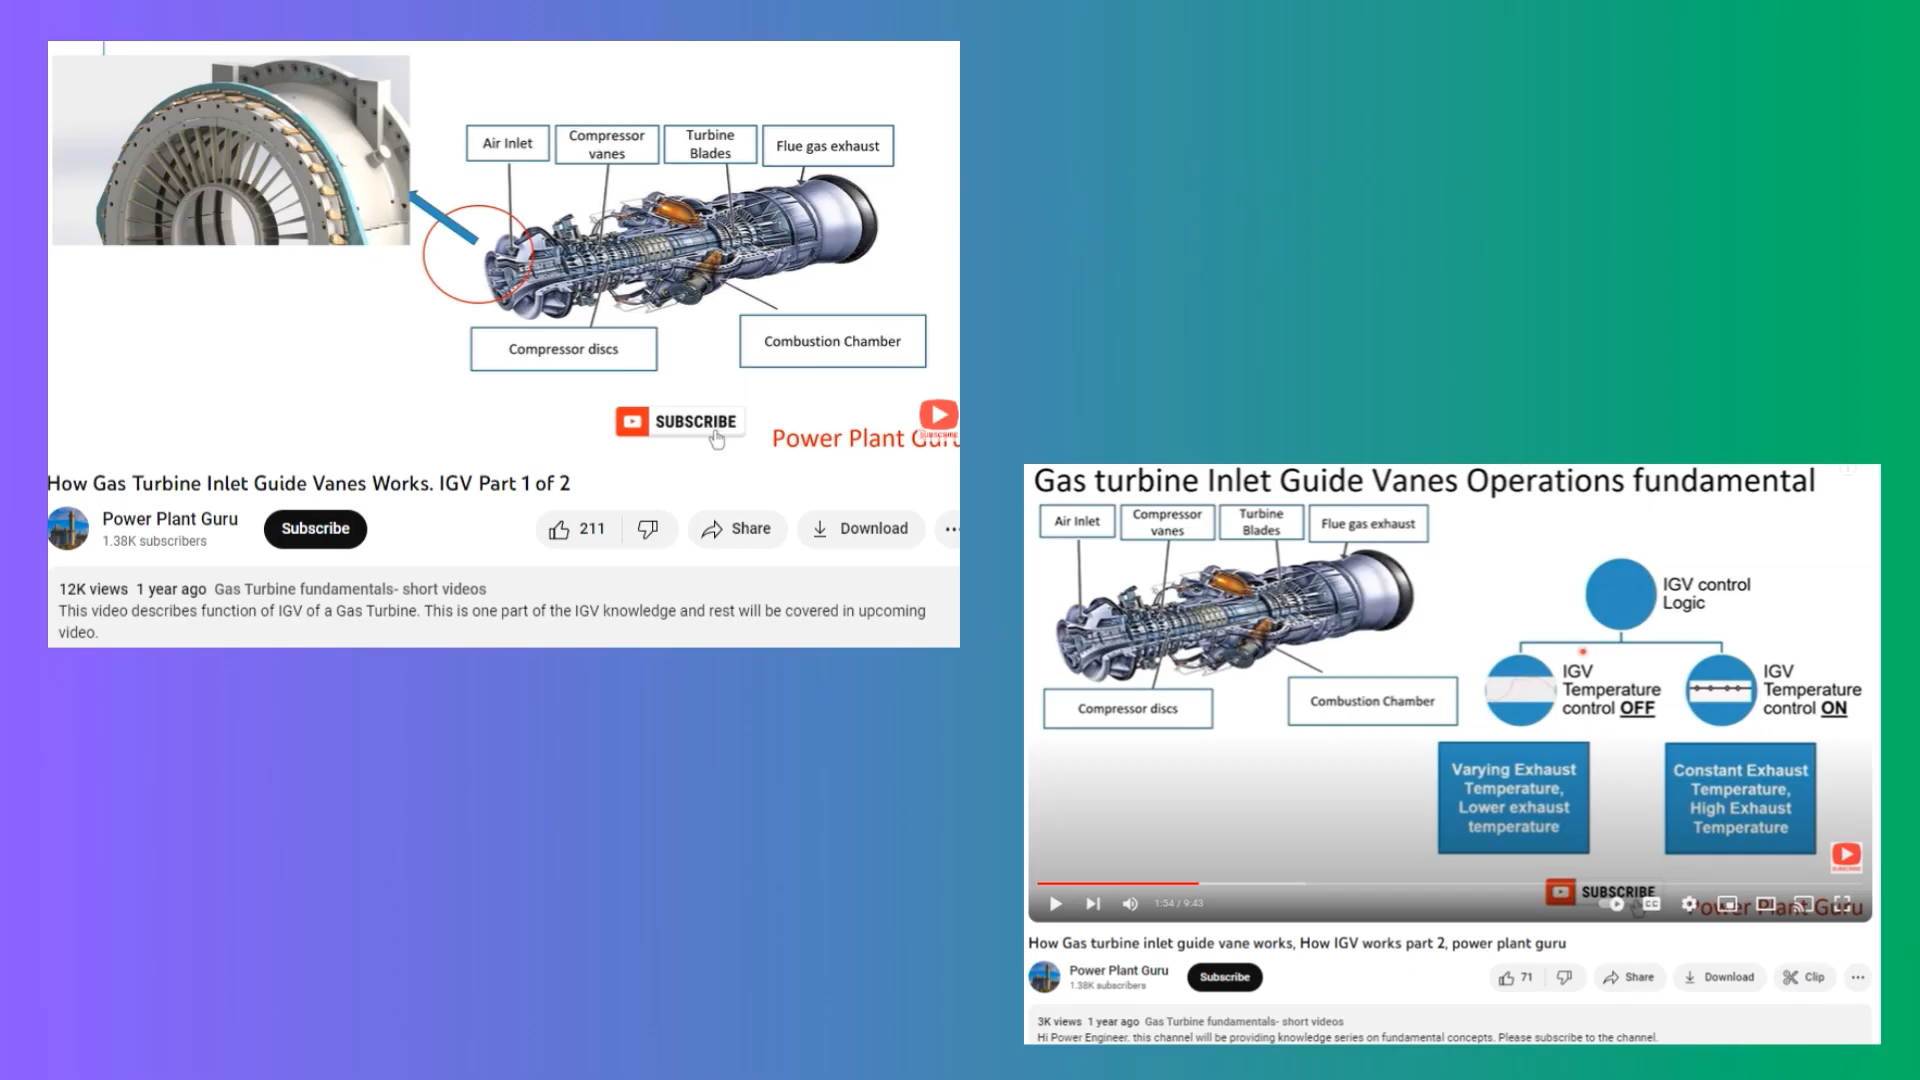 Air Inlet
Compressor
vanes
Turbine
Blades
Flue gas exhaust
Compressor discs
Combustion Chamber
SUBSCRIBE
SUBSCRIBE
Power Plant Guru
How Gas Turbine Inlet Guide Vanes Works. IGV Part 1 of 2
Power Plant Guru
1.38K subscribers
Subscribe
211
Share
Download
12K views 1 year ago Gas Turbine fundamentals- short videos
This video describes function of IGV of a Gas Turbine. This is one part of the IGV knowledge and rest will be covered in upcoming
video.
Gas turbine Inlet Guide Vanes Operations fundamental
Air Inlet
Compressor
vanes
Turbine
Blades
Flue gas exhaust
Compressor discs
Combustion Chamber
IGV control
Logic
IGV
Temperature
control OFF
IGV
Temperature
control ON
Varying Exhaust
Temperature,
Lower exhaust
temperature
Constant Exhaust
Temperature,
High Exhaust
Temperature
SUBSCRIBE
1:54 / 9:43
CC
Power Plant Guru
How Gas turbine inlet guide vane works, How IGV works part 2, power plant guru
Power Plant Guru
1.38K subscribers
Subscribe
71
Share
Download
Clip
3K views 1 year ago Gas Turbine fundamentals- short videos
Hi Power Engineer. this channel will be providing knowledge series on fundamental concepts. Please subscribe to the channel.